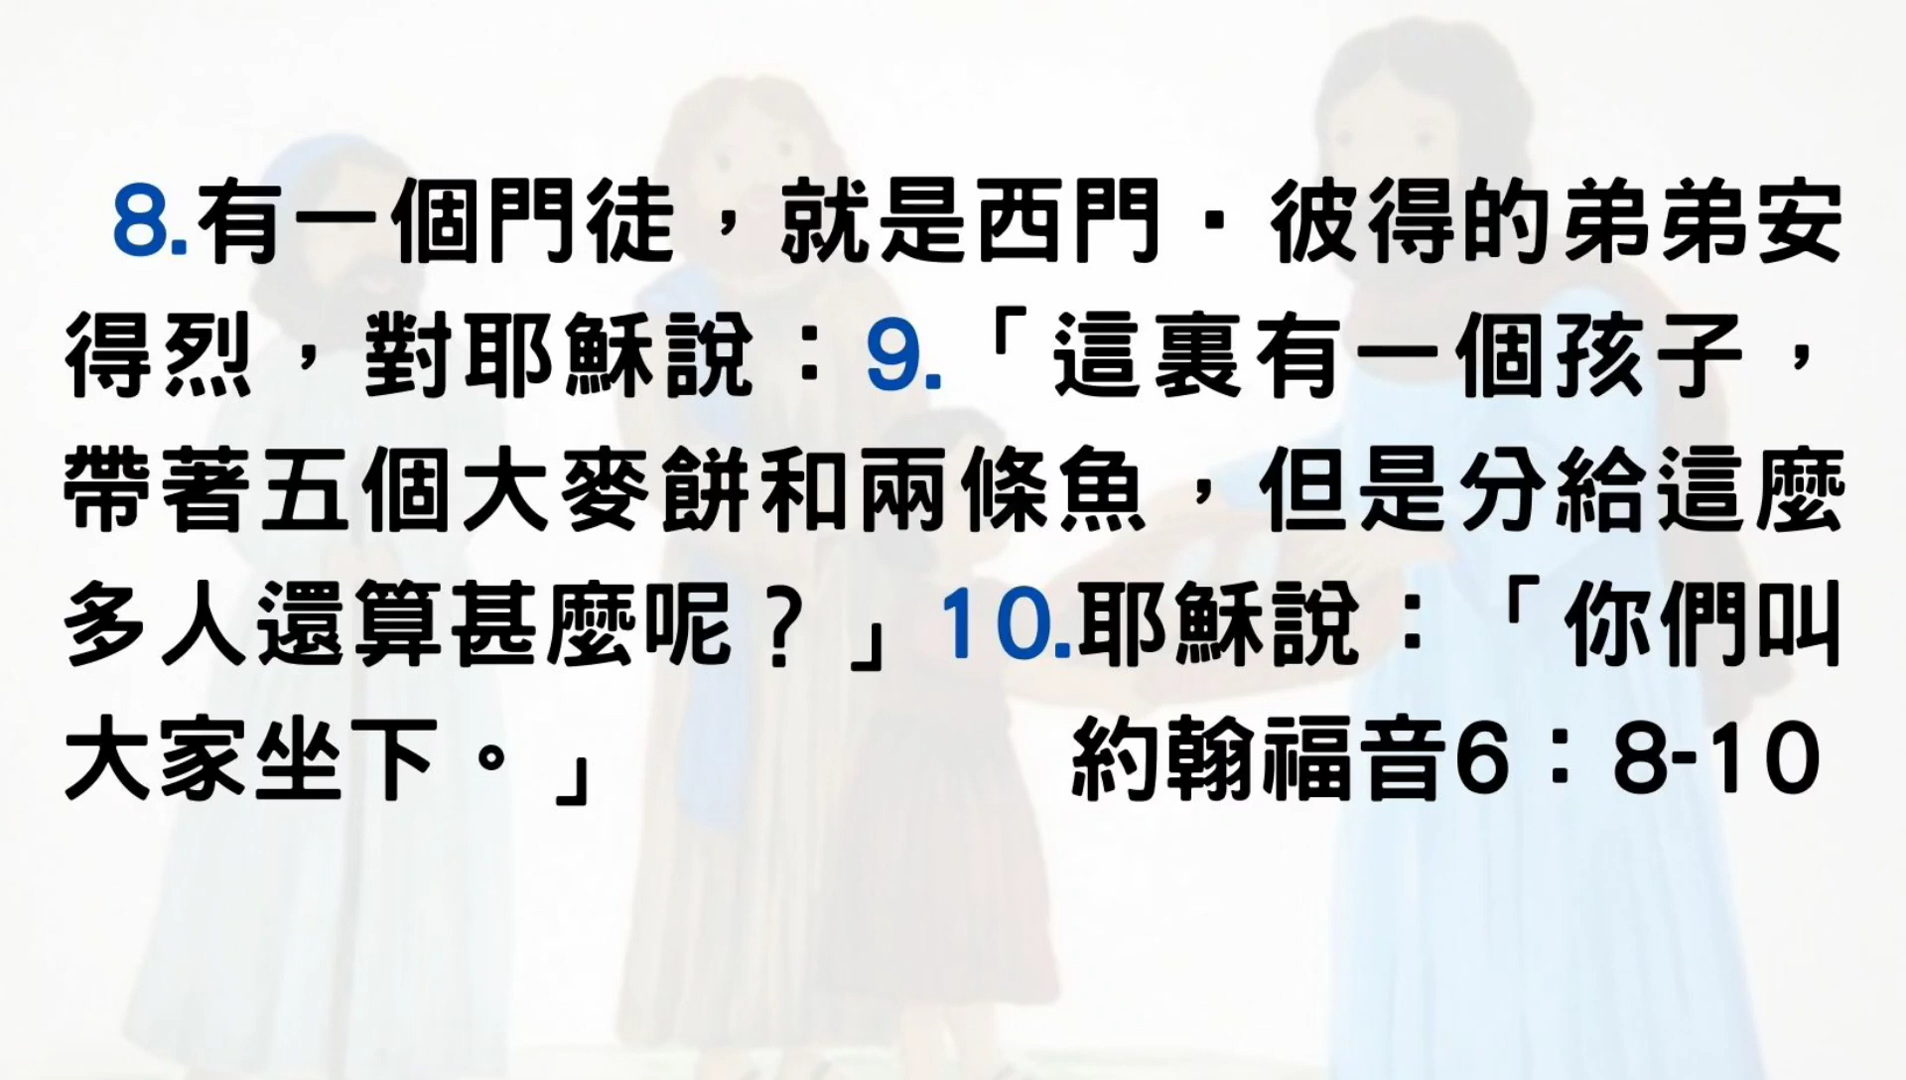 8.有一個門徒，就是西門·彼得的弟弟安
得烈，對耶穌說：9.「這裏有一個孩子，
帶著五個大麥餅和兩條魚，但是分給這麼
多人還算甚麼呢？」10.耶穌說：「你們叫
大家坐下。」 約翰福音6：8-10